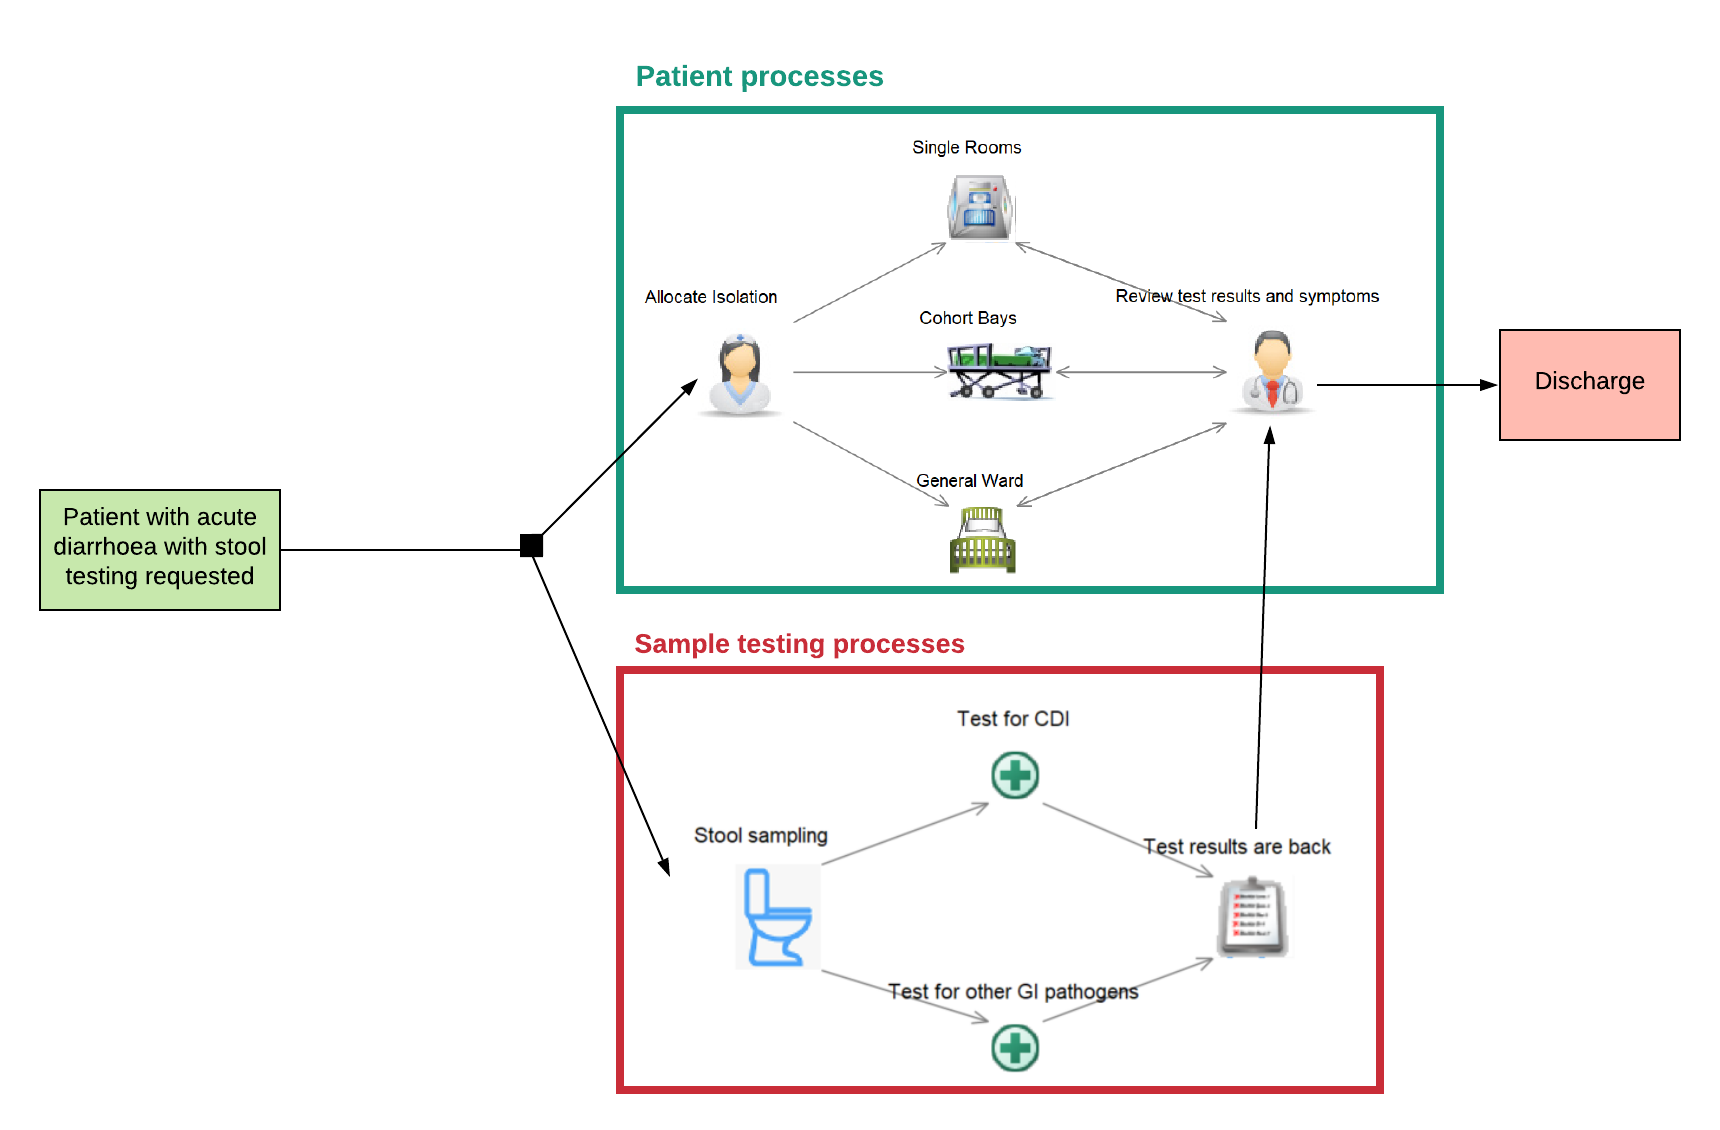 Patient processes
Single Rooms
Allocate Isolation
Review test results and symptoms
Cohort Bays
Discharge
General Ward
Patient with acute
diarrhoea with stool
testing requested
Sample testing processes
Test for CDI
Stool sampling
Test results are back
Test for other GI pathogens